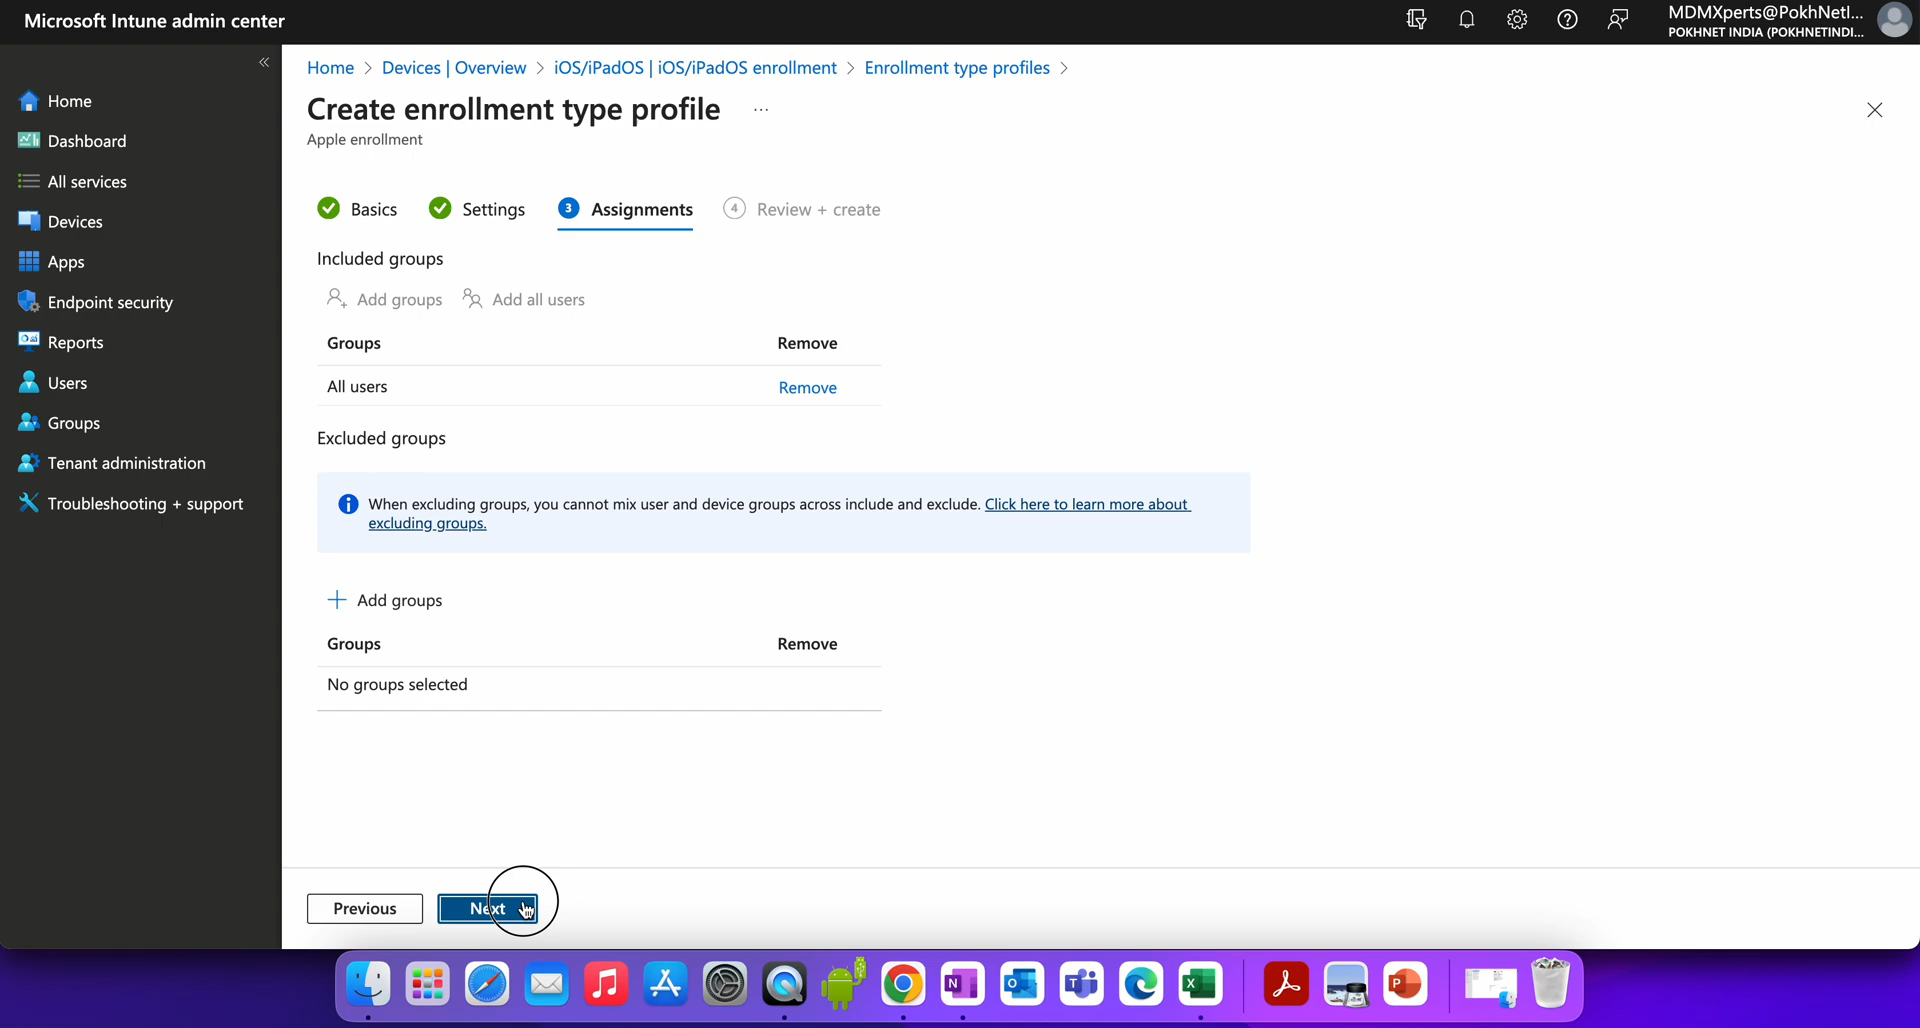 Microsoft Intune admin center
MDMXperts@PokhNetI...
POKHNET INDIA (POKHNETINDI...
Home
Dashboard
All services
Devices
Apps
Endpoint security
Reports
Users
Groups
Tenant administration
Troubleshooting + support
Home > Devices | Overview > iOS/iPadOS | iOS/iPadOS enrollment > Enrollment type profiles >
Create enrollment type profile ...
Apple enrollment
Basics Settings 3 Assignments 4 Review + create
Included groups
Add groups Add all users
Groups Remove
All users Remove
Excluded groups
When excluding groups, you cannot mix user and device groups across include and exclude. Click here to learn more about
excluding groups.
Add groups
Groups Remove
No groups selected
Previous Next